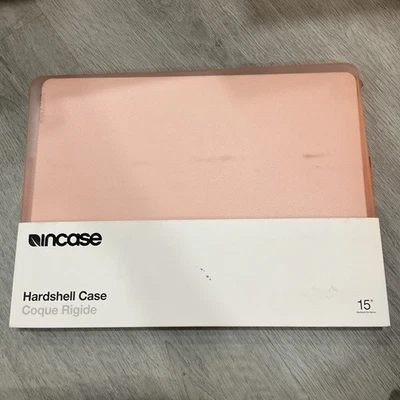 incase
Hardshell Case
Coque Rigide
15"